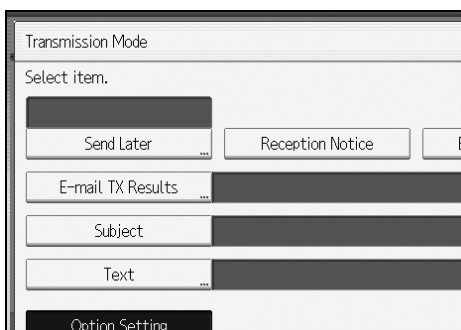 Transmission Mode
Select item.
Send Later
Reception Notice
E-mail TX Results
Subject
Text
Option Setting